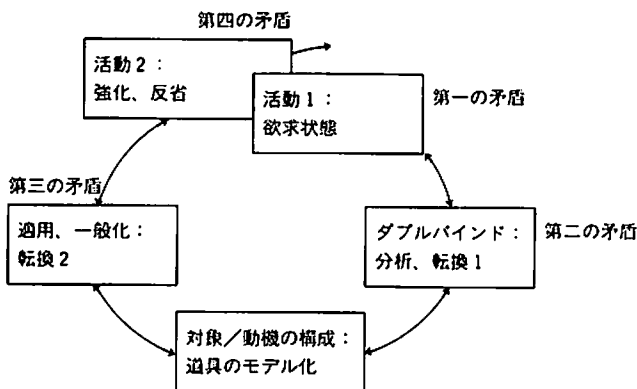 第四の矛盾
活動2：
強化、反省
活動1：
欲求状態
第一の矛盾
第三の矛盾
適用、一般化：
転換2
ダブルバインド：
分析、転換1
第二の矛盾
対象／動機の構成：
道具のモデル化